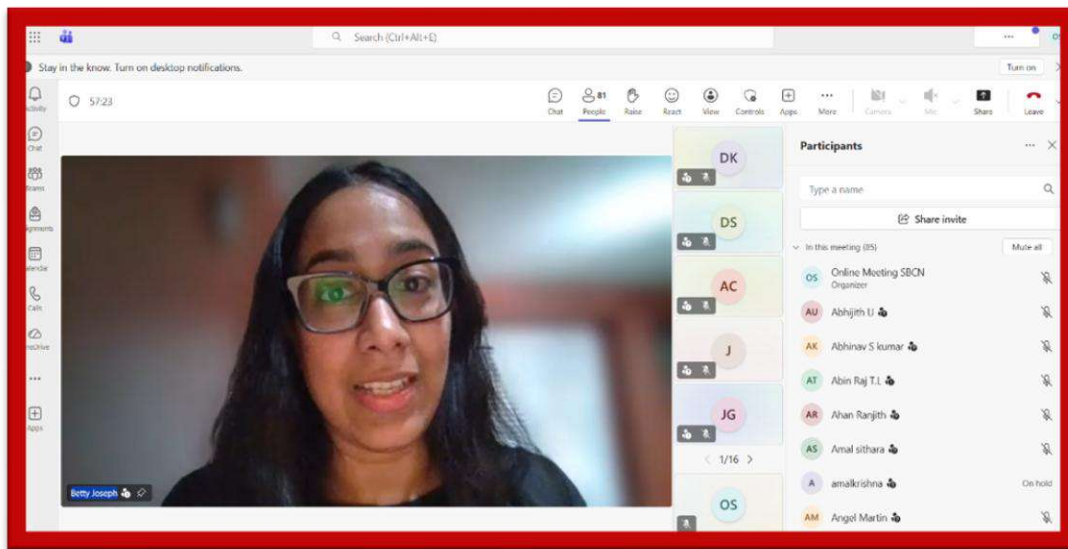 Search (Ctrl+Alt+E)
Stay in the know. Turn on desktop notifications.
Turn on
57:23
Chat
81
People
Raise
React
View
Controls
Apps
More
Camera
Mic
Share
Leave
Activity
Chat
Teams
Assignments
Calendar
Calls
OneDrive
Apps
DK
DS
AC
J
JG
1/16
OS
Betty Joseph
Participants
Type a name
Share invite
In this meeting (85)
Mute all
OS Online Meeting SBCN
Organizer
AU Abhijith U
AK Abhinav S kumar
AT Abin Raj T.L
AR Ahan Ranjith
AS Amal sithara
A amalkrishna On hold
AM Angel Martin